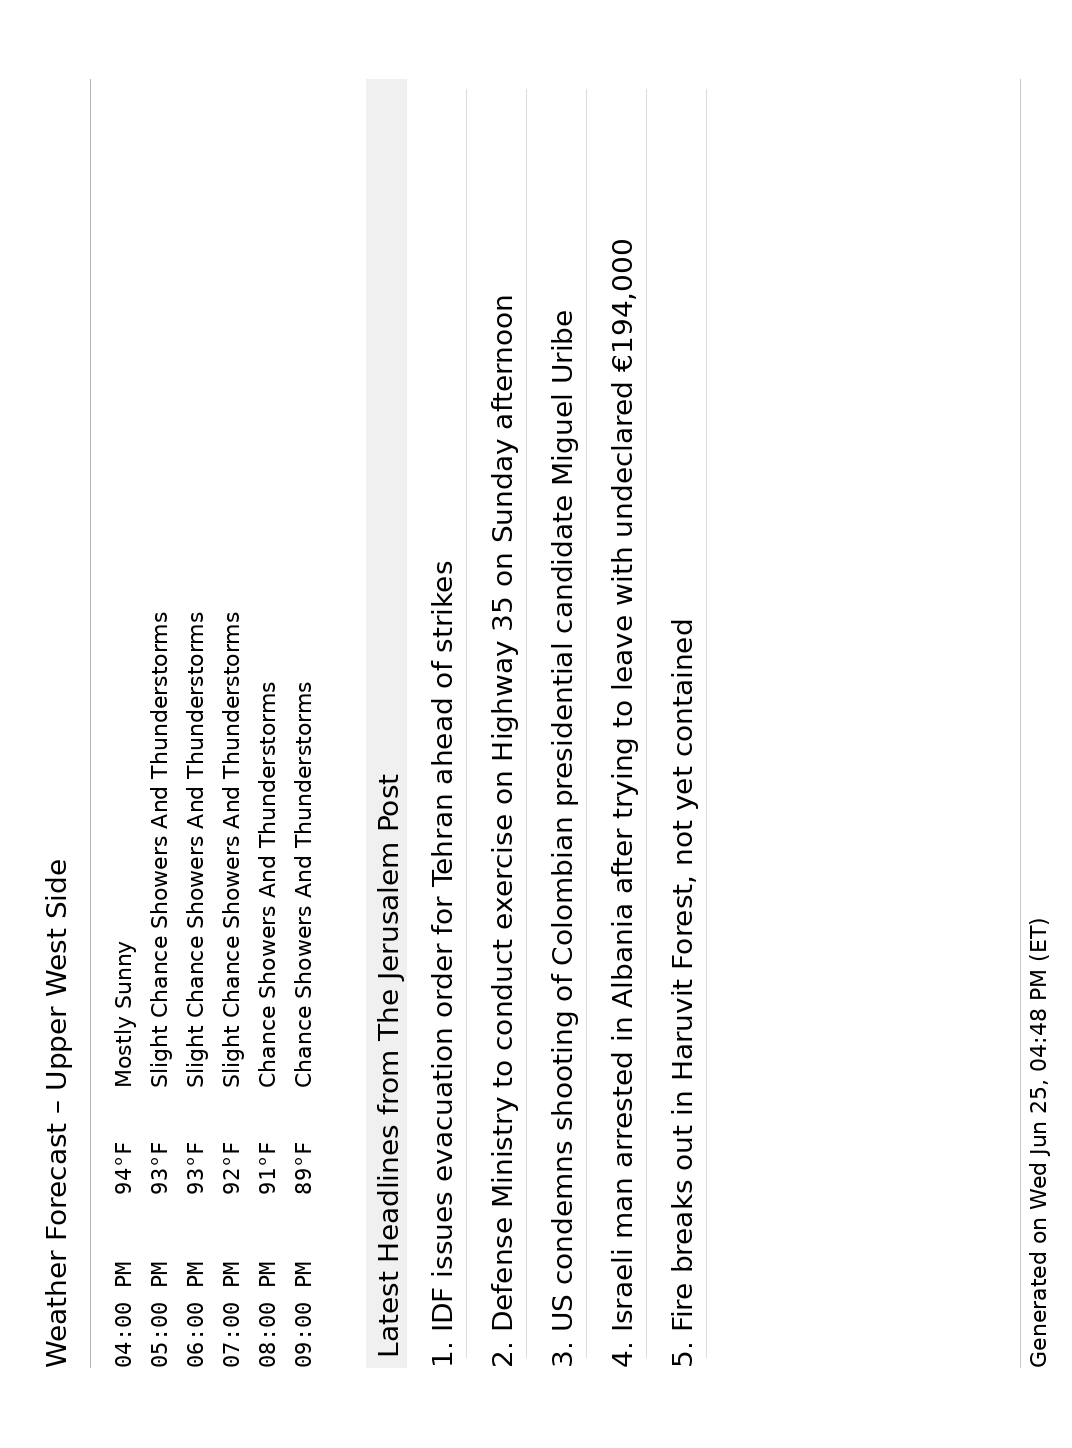 Weather Forecast – Upper West Side
04:00 PM 94°F Mostly Sunny
05:00 PM 93°F Slight Chance Showers And Thunderstorms
06:00 PM 93°F Slight Chance Showers And Thunderstorms
07:00 PM 92°F Slight Chance Showers And Thunderstorms
08:00 PM 91°F Chance Showers And Thunderstorms
09:00 PM 89°F Chance Showers And Thunderstorms
Latest Headlines from The Jerusalem Post
1. IDF issues evacuation order for Tehran ahead of strikes
2. Defense Ministry to conduct exercise on Highway 35 on Sunday afternoon
3. US condemns shooting of Colombian presidential candidate Miguel Uribe
4. Israeli man arrested in Albania after trying to leave with undeclared €194,000
5. Fire breaks out in Haruvit Forest, not yet contained
Generated on Wed Jun 25, 04:48 PM (ET)